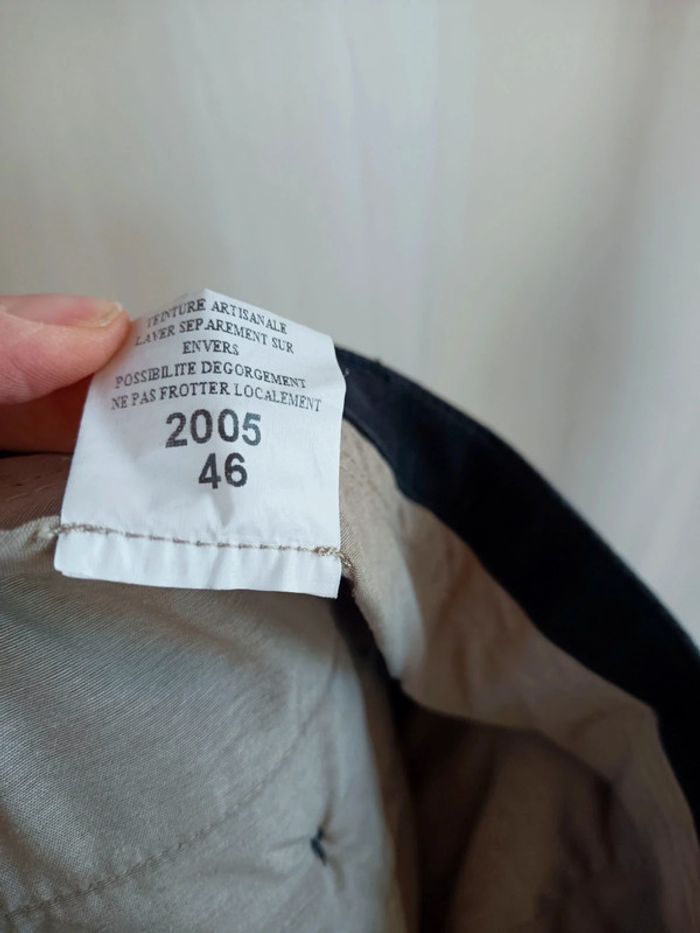 TEINTURE ARTISANALE
LAVER SEPAREMENT SUR
ENVERS
POSSIBILITE DEGORGEMENT
NE PAS FROTTER LOCALEMENT
2005
46